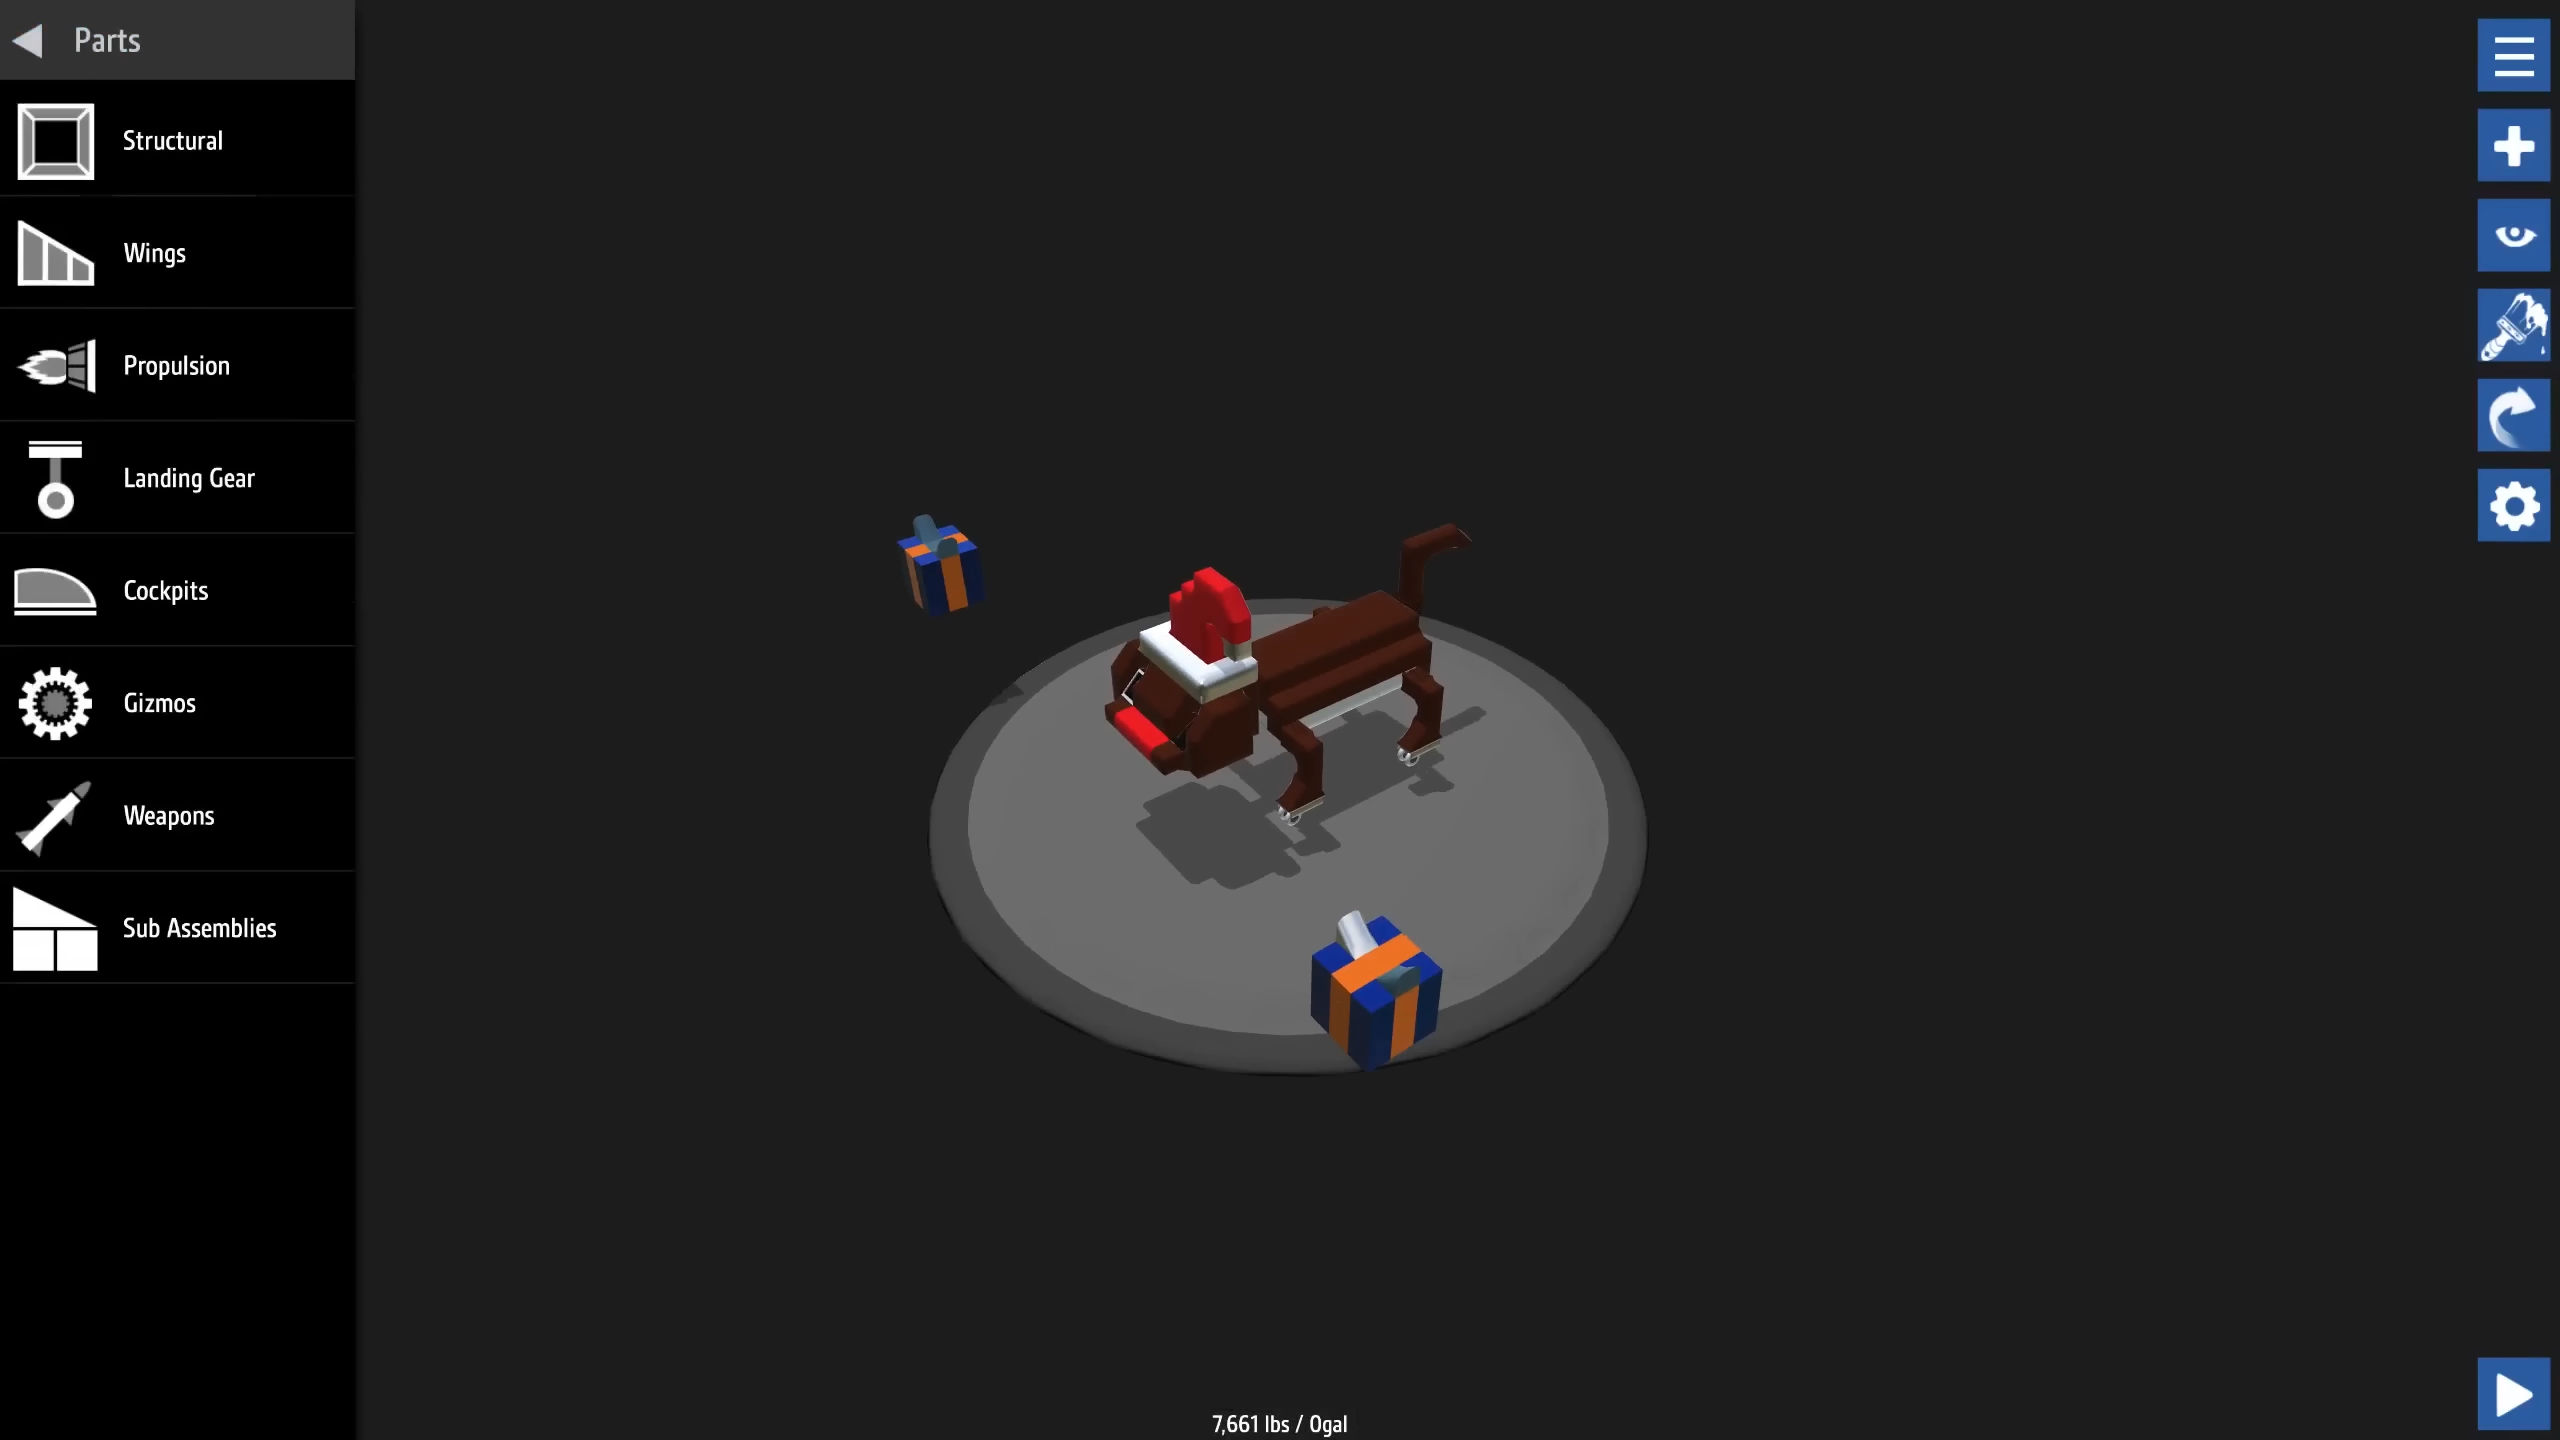 Parts
Structural
Wings
Propulsion
Landing Gear
Cockpits
Gizmos
Weapons
Sub Assemblies
7,661 lbs / 0gal